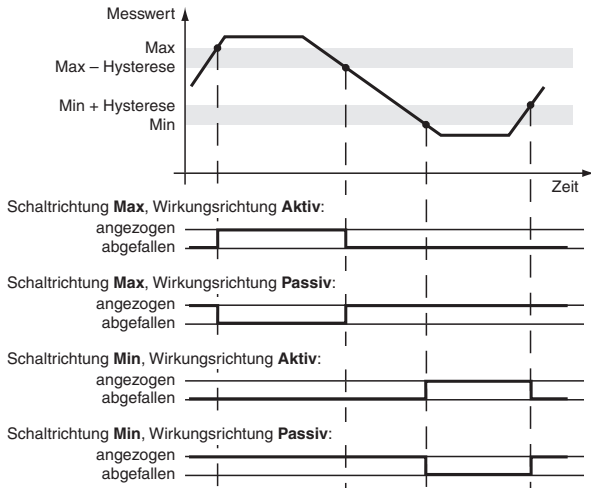 Messwert
Max
Max – Hysterese
Min + Hysterese
Min
Zeit
Schaltrichtung Max, Wirkungsrichtung Aktiv:
angezogen
abgefallen
Schaltrichtung Max, Wirkungsrichtung Passiv:
angezogen
abgefallen
Schaltrichtung Min, Wirkungsrichtung Aktiv:
angezogen
abgefallen
Schaltrichtung Min, Wirkungsrichtung Passiv:
angezogen
abgefallen